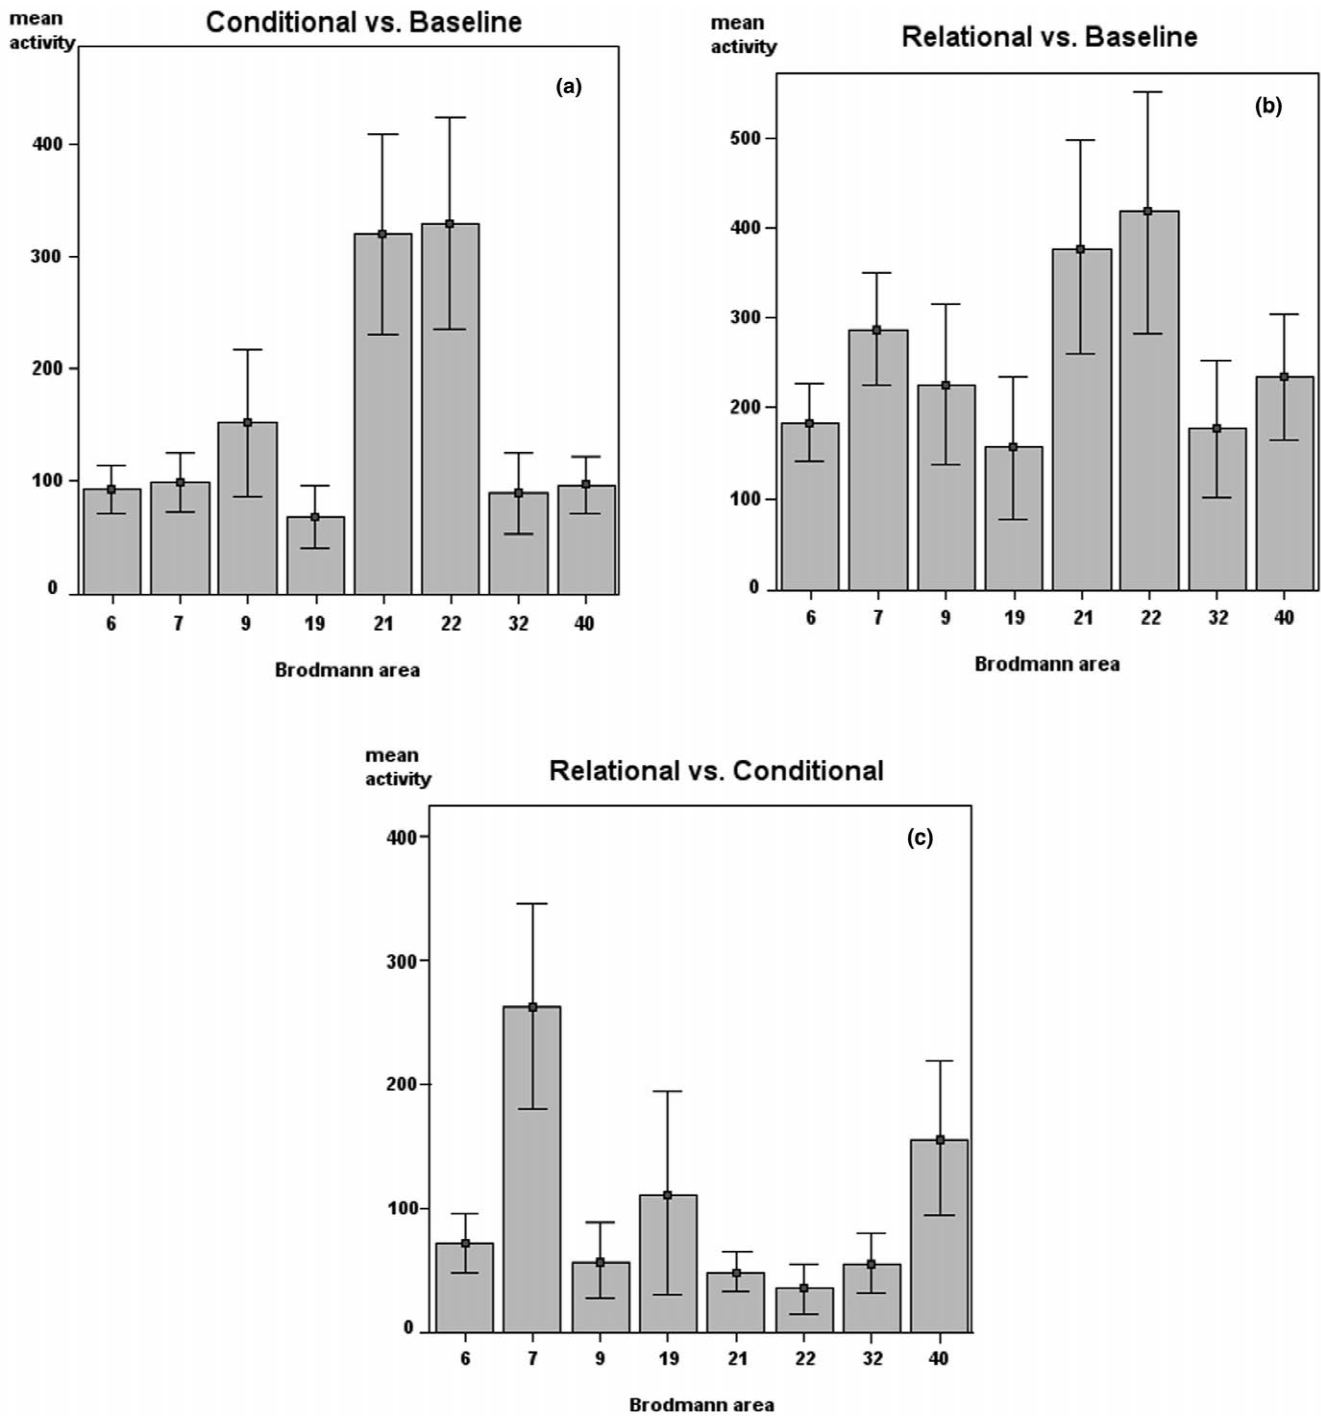 mean
activity
Conditional vs. Baseline
(a)
400
300
200
100
0
6 7 9 19 21 22 32 40
Brodmann area
mean
activity
Relational vs. Baseline
(b)
500
400
300
200
100
0
6 7 9 19 21 22 32 40
Brodmann area
mean
activity
Relational vs. Conditional
(c)
400
300
200
100
0
6 7 9 19 21 22 32 40
Brodmann area